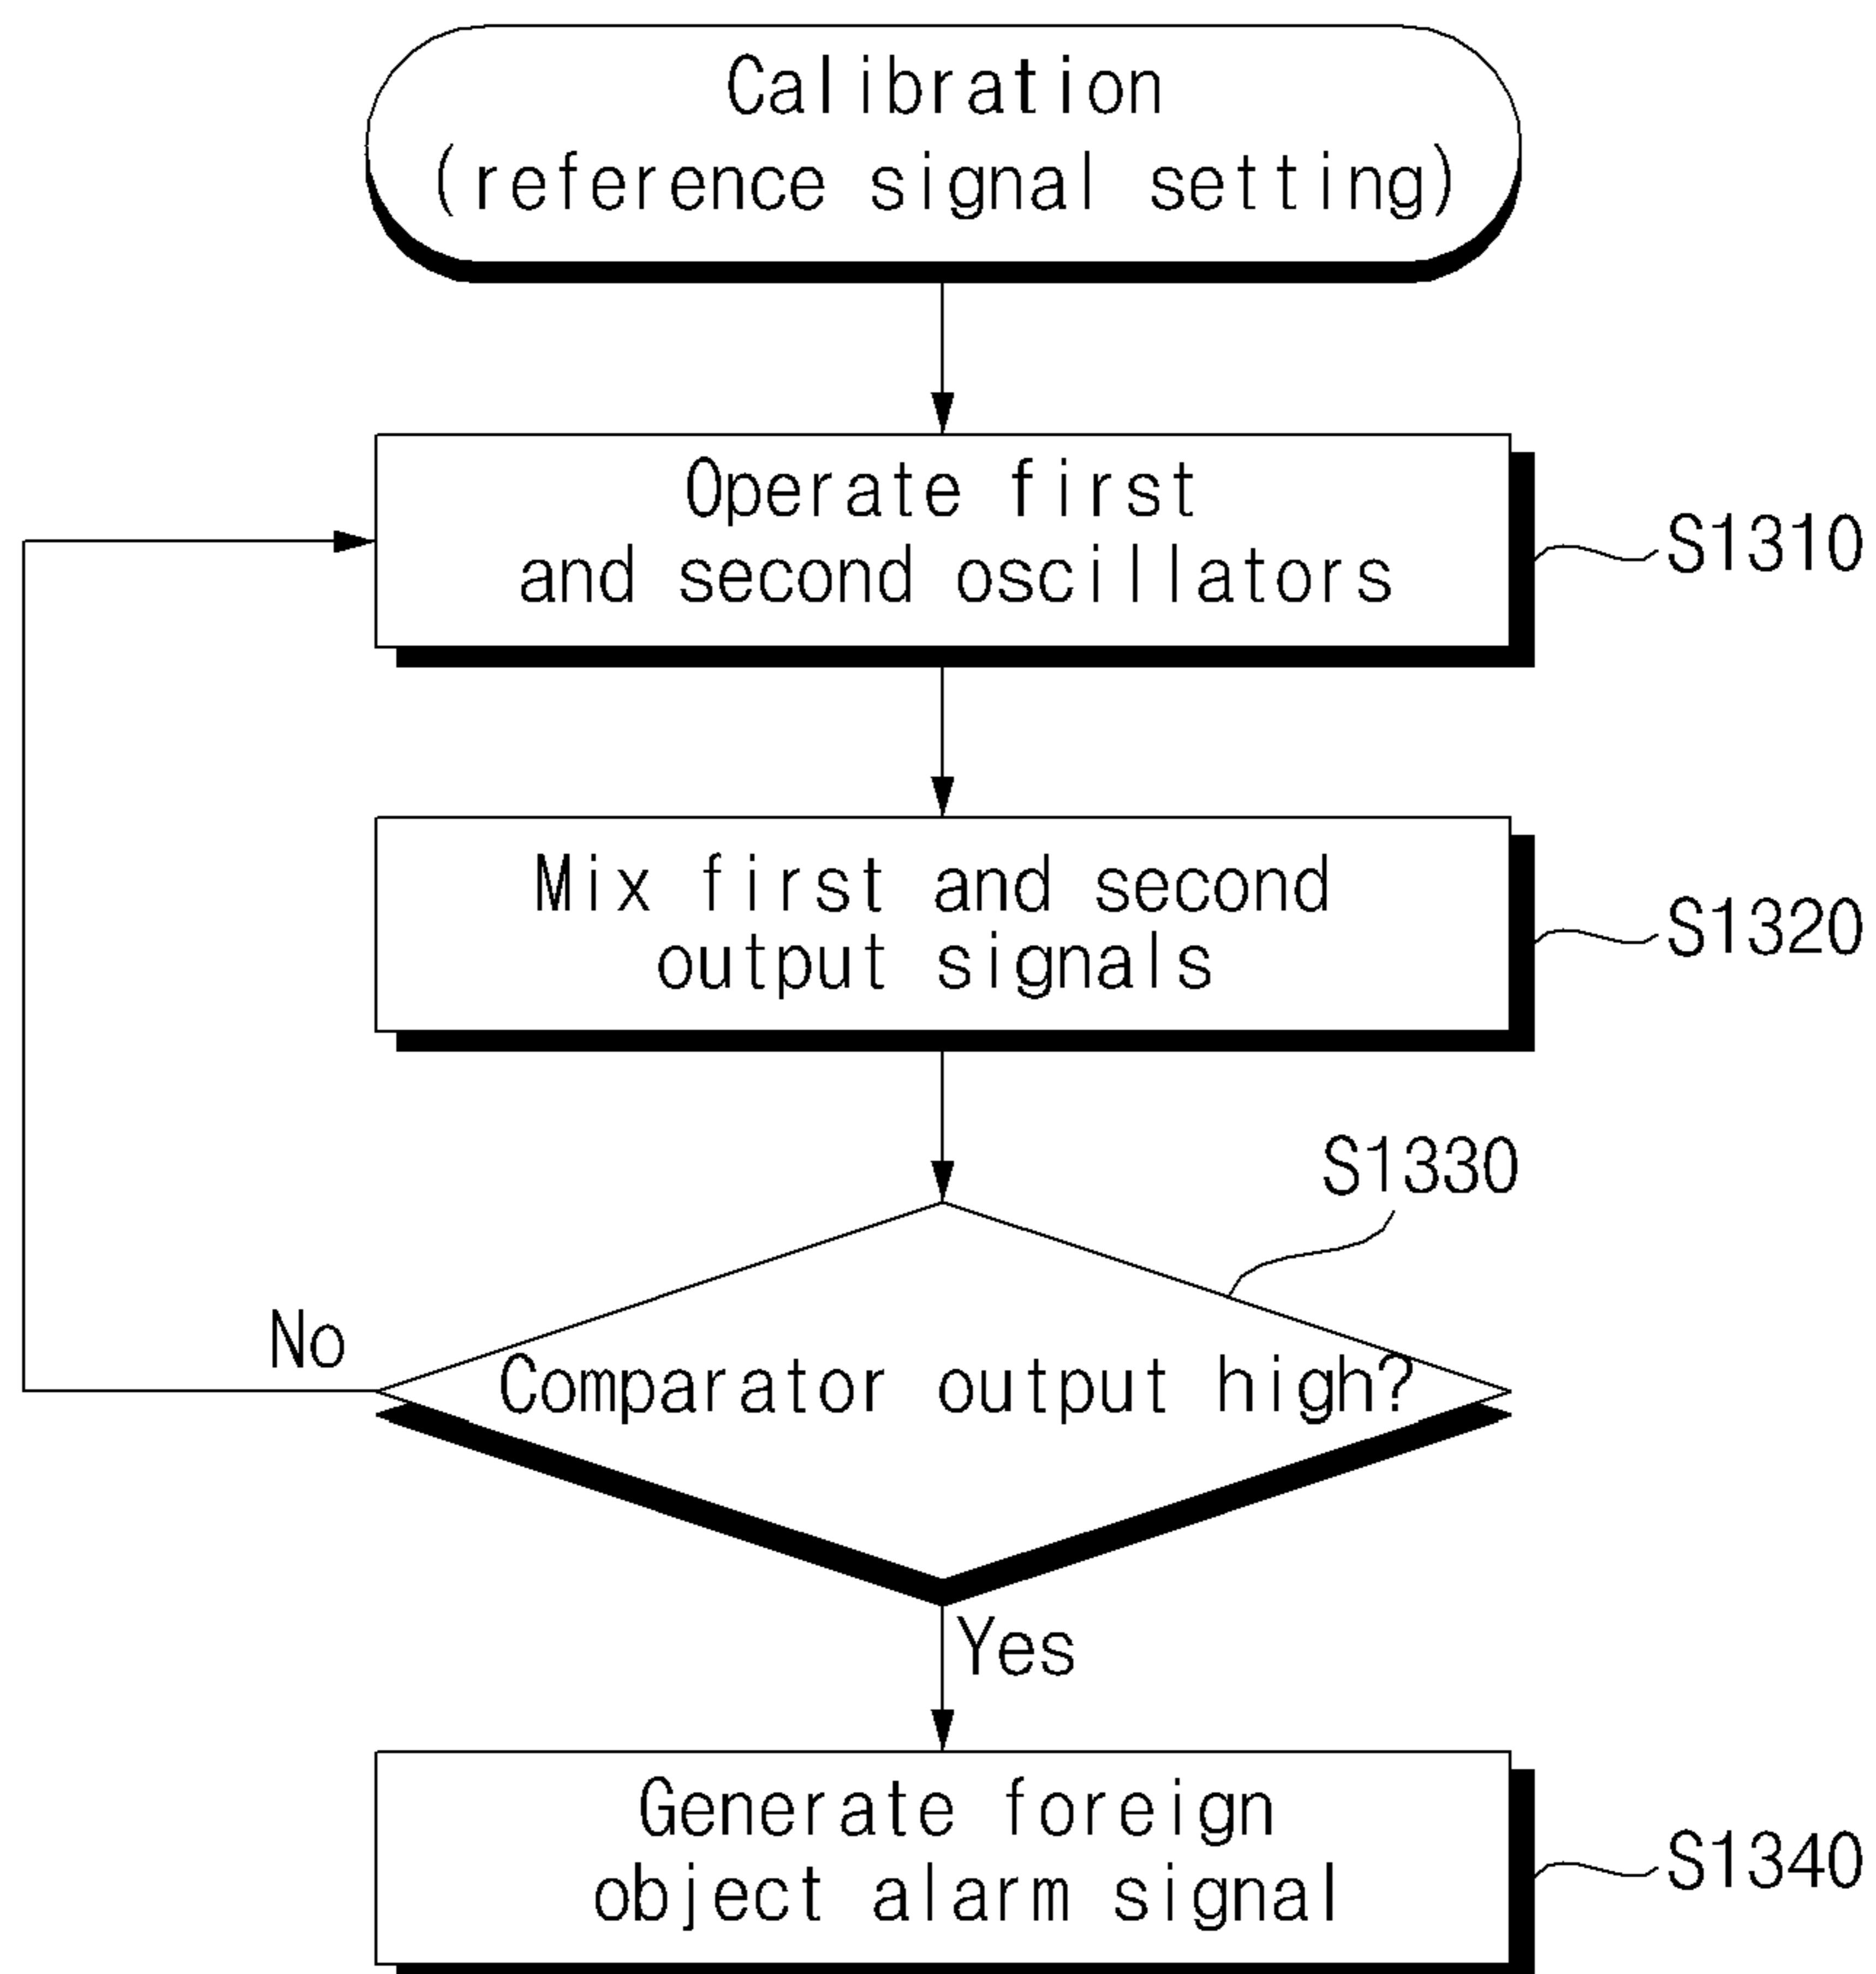 Calibration
(reference signal setting)
Operate first
and second oscillators
S1310
Mix first and second
output signals
S1320
S1330
No
Comparator output high?
Yes
Generate foreign
object alarm signal
S1340